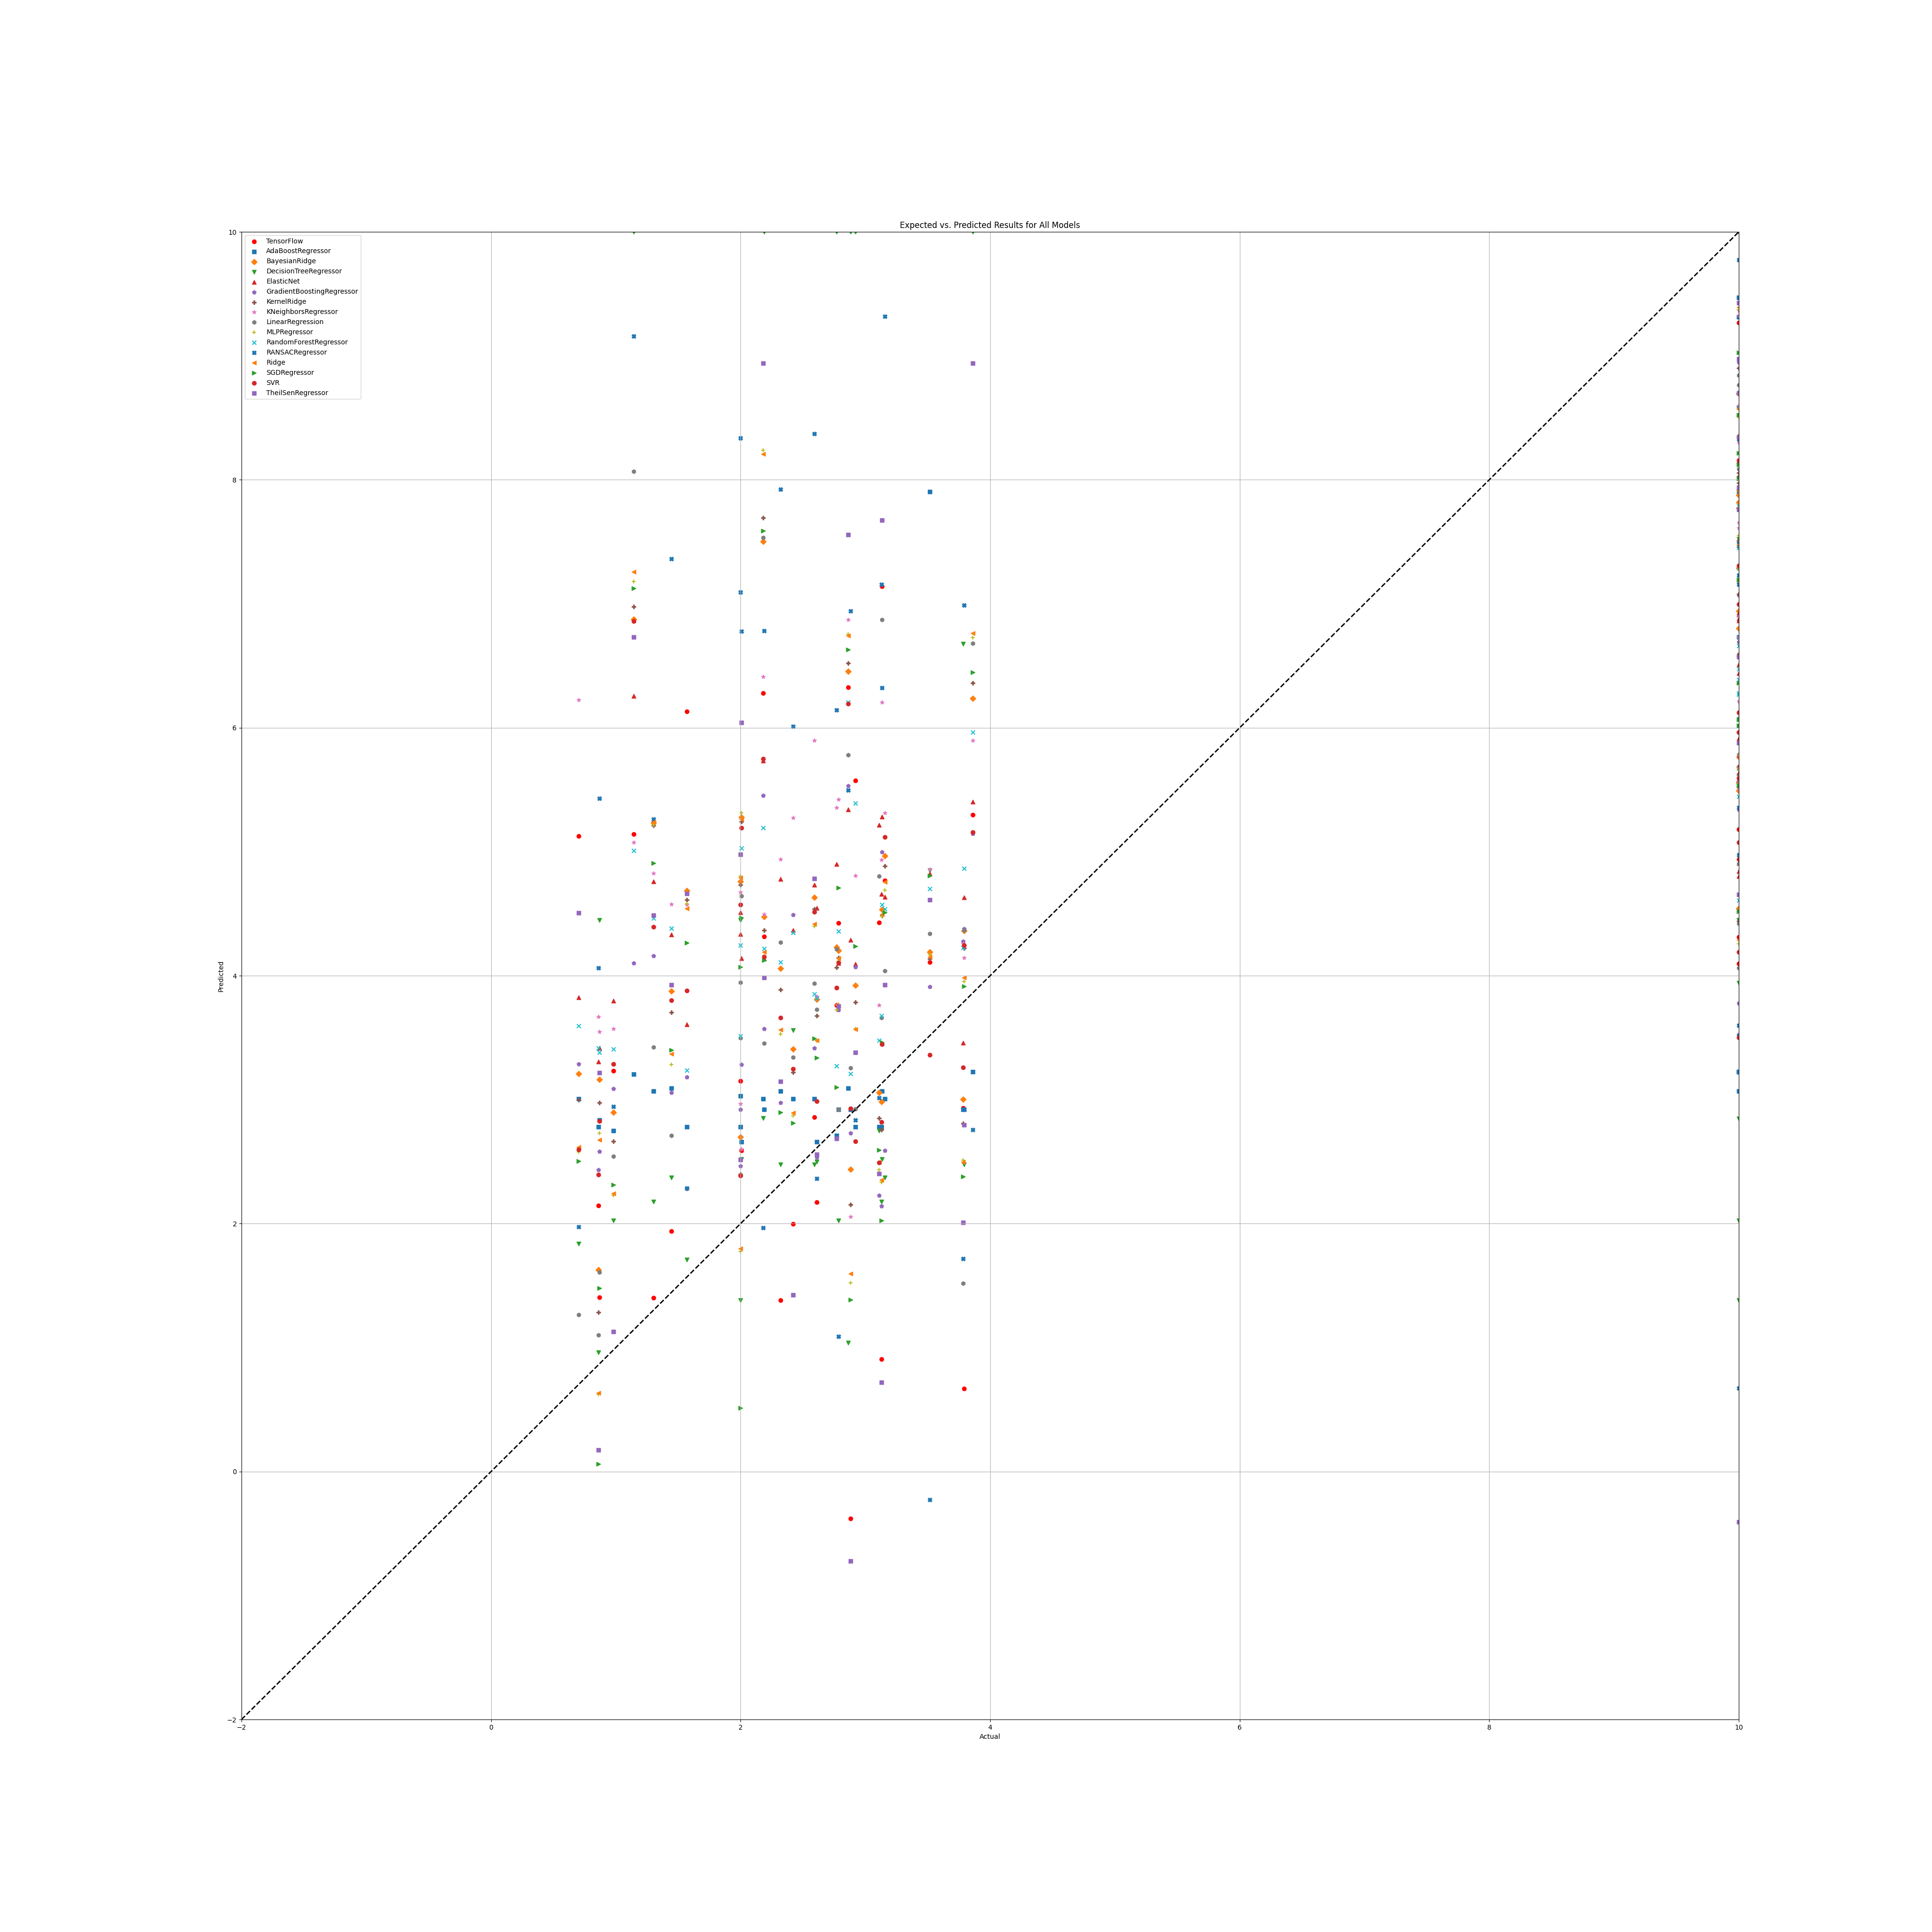 Expected vs. Predicted Results for All Models
10
TensorFlow
AdaBoostRegressor
BayesianRidge
DecisionTreeRegressor
ElasticNet
GradientBoostingRegressor
KernelRidge
KNeighborsRegressor
LinearRegression
MLPRegressor
RandomForestRegressor
RANSACRegressor
Ridge
SGDRegressor
SVR
TheilSenRegressor
8
6
4
Predicted
2
0
−2
−2 0 2 4 6 8 10
Actual